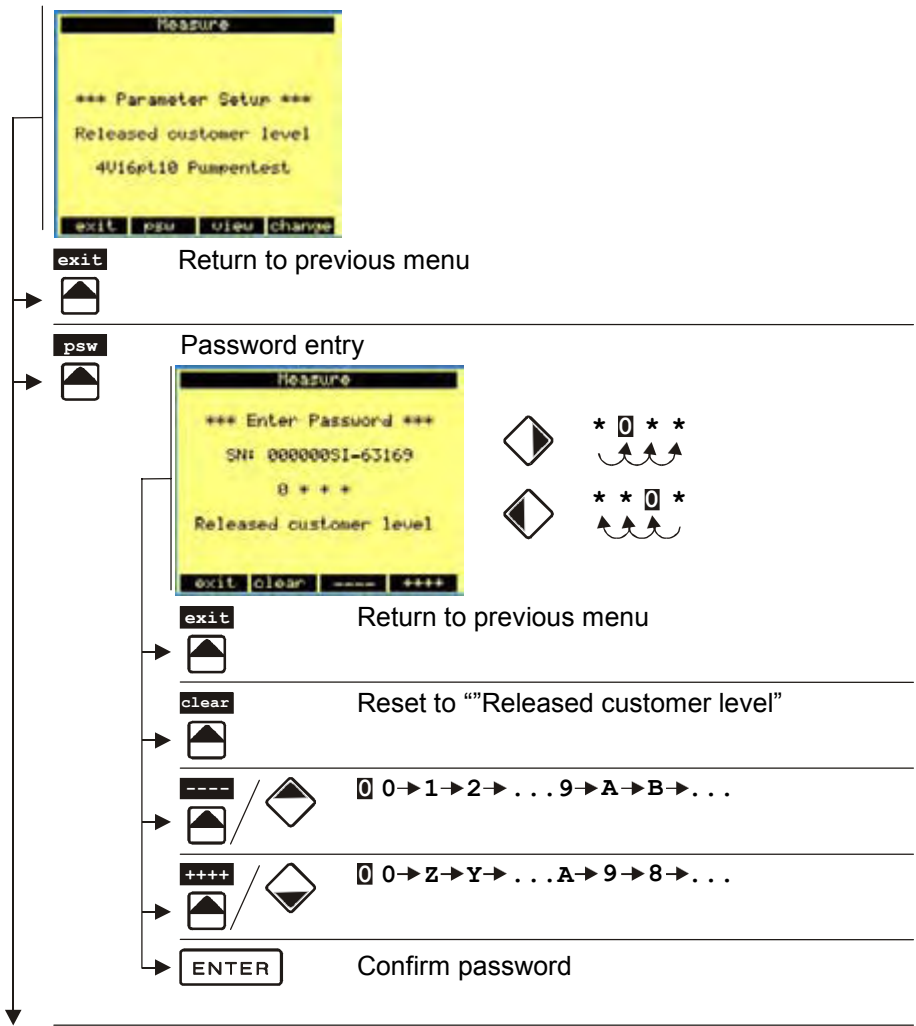 Measure
*** Parameter Setup ***
Released customer level
4V16pt10 Pumpentest
exit psw view change
exit Return to previous menu
psw Password entry
Measure
*** Enter Password ***
SN: 000000SI-63169
0 * * *
Released customer level
exit clear ---- ++++
* 0 * *
* * 0 *
exit Return to previous menu
clear Reset to “”Released customer level”
---- / 0 0→1→2→...9→A→B→...
++++ / 0 0→Z→Y→...A→9→8→...
ENTER Confirm password